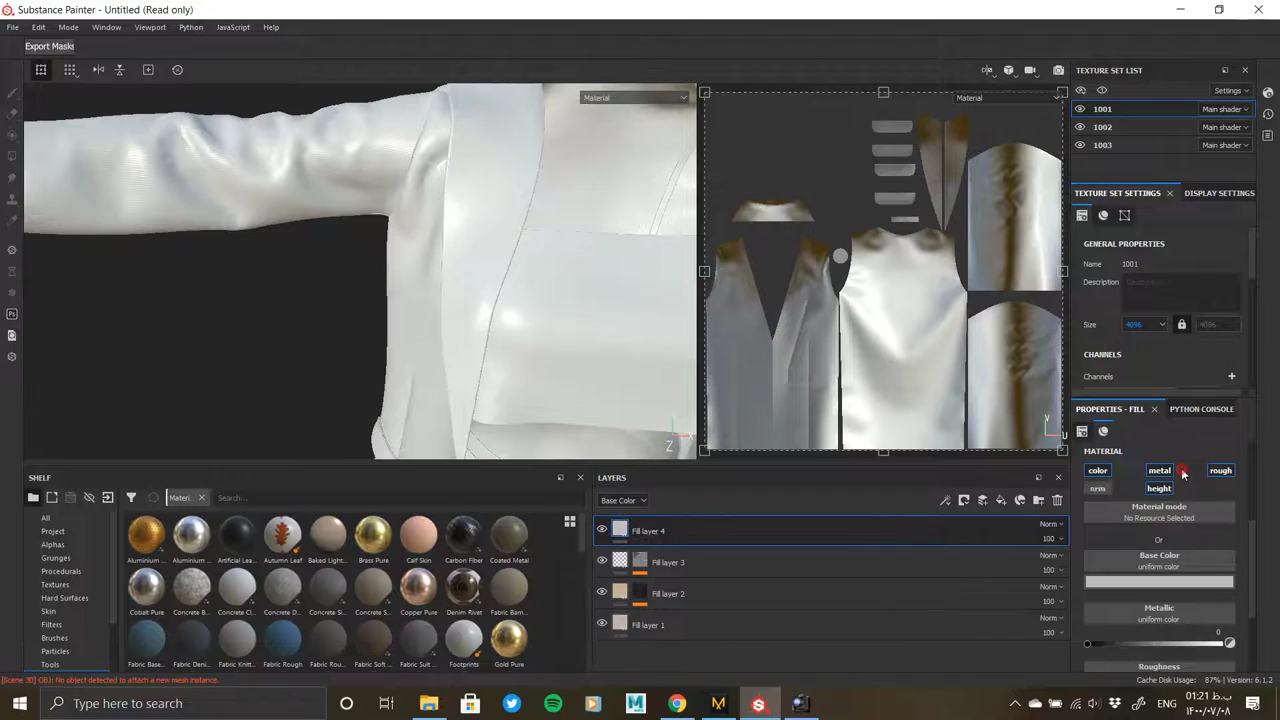 Substance Painter - Untitled (Read only)
File Edit Mode Window Viewport Python JavaScript Help
Export Masks
Material
Material
TEXTURE SET LIST
Settings
1001 Main shader
1002 Main shader
1003 Main shader
TEXTURE SET SETTINGS DISPLAY SETTINGS
GENERAL PROPERTIES
Name 1001
Description
Size 4096 4096
CHANNELS
Channels
PROPERTIES - FILL PYTHON CONSOLE
MATERIAL
color metal rough
nrm height
Material mode
No Resource Selected
Or
Base Color
uniform color
Metallic
uniform color
0
Roughness
V
U
Z
X
SHELF
Materi...
Search...
All
Project
Alphas
Grunges
Procedurals
Textures
Hard Surfaces
Skin
Filters
Brushes
Particles
Tools
Aluminium ... Aluminium ... Artificial Lea... Autumn Leaf Baked Light... Brass Pure Calf Skin Carbon Fiber Coated Metal
Cobalt Pure Concrete B... Concrete Cl... Concrete D... Concrete Si... Copper Pure Denim Rivet Fabric Bam...
Fabric Base... Fabric Deni... Fabric Knitt... Fabric Rough Fabric Rou... Fabric Soft ... Fabric Suit ... Footprints Gold Pure
LAYERS
Base Color
Fill layer 4 Norm 100
Fill layer 3 Norm 100
Fill layer 2 Norm 100
Fill layer 1 Norm 100
[Scene 3D] OBJ: No object detected to attach a new mesh instance.
Cache Disk Usage: 87% | Version: 6.1.2
Type here to search
ENG
01:21 ب.ظ
۱۴۰۰/۰۷/۰۸